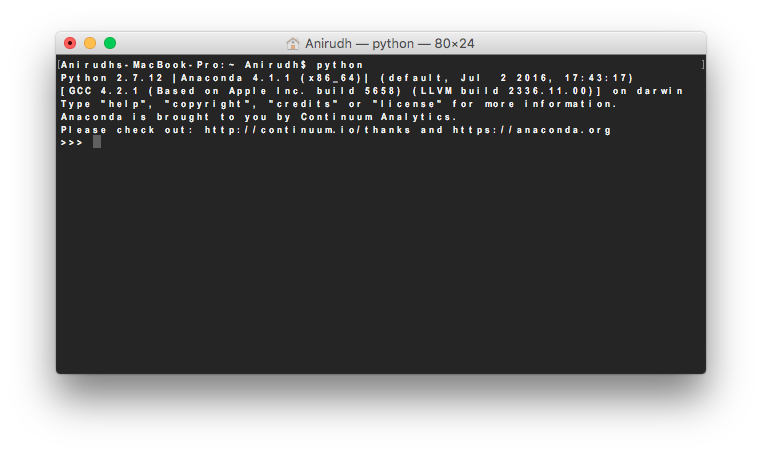 Anirudh — python — 80×24
[Anirudhs-MacBook-Pro:~ Anirudh$ python ]
Python 2.7.12 |Anaconda 4.1.1 (x86_64)| (default, Jul  2 2016, 17:43:17)
[GCC 4.2.1 (Based on Apple Inc. build 5658) (LLVM build 2336.11.00)] on darwin
Type "help", "copyright", "credits" or "license" for more information.
Anaconda is brought to you by Continuum Analytics.
Please check out: http://continuum.io/thanks and https://anaconda.org
>>>